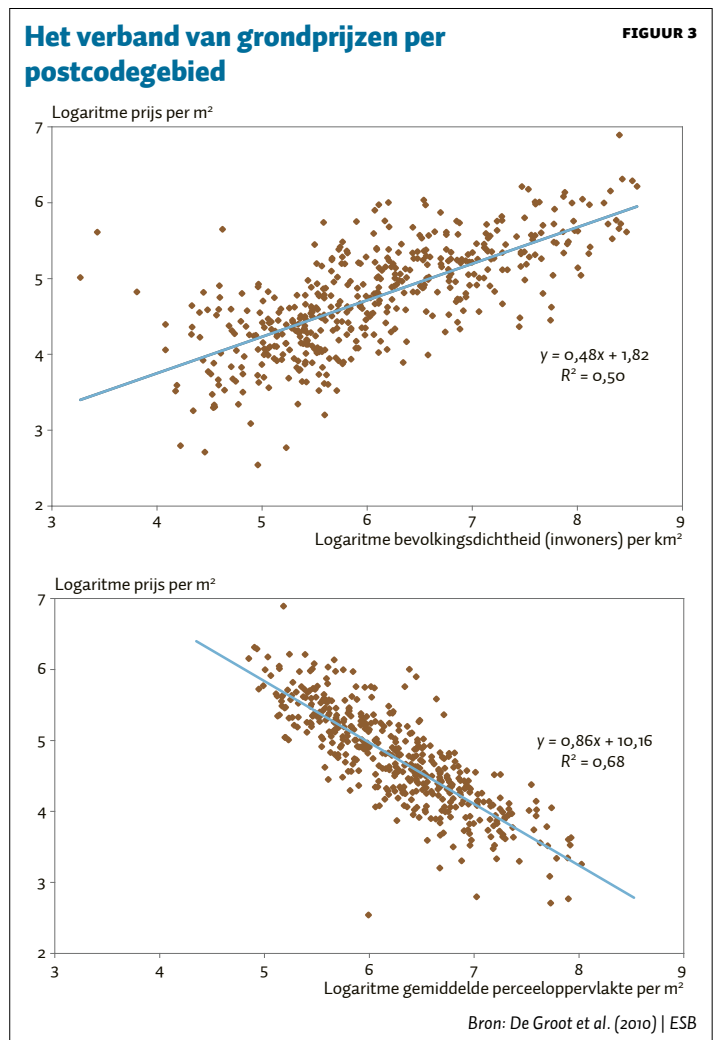 Het verband van grondprijzen per
postcodegebied
FIGUUR 3
Logaritme prijs per m²
7
6
5
4
3
2
y = 0,48x + 1,82
R² = 0,50
3 4 5 6 7 8 9
Logaritme bevolkingsdichtheid (inwoners) per km²
Logaritme prijs per m²
7
6
5
4
3
2
y = 0,86x + 10,16
R² = 0,68
3 4 5 6 7 8 9
Logaritme gemiddelde perceeloppervlakte per m²
Bron: De Groot et al. (2010) | ESB